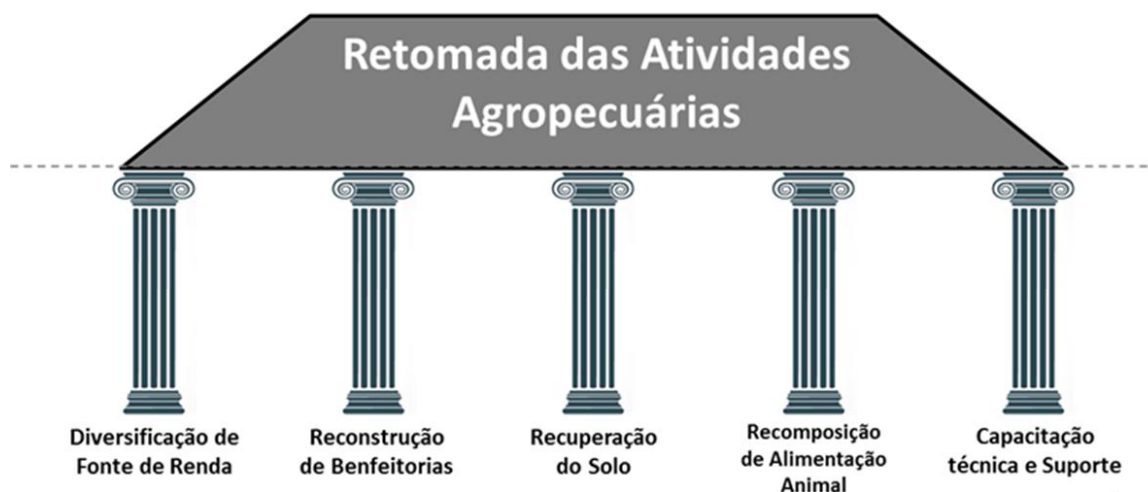 Retomada das Atividades
Agropecuárias
Diversificação de
Fonte de Renda
Reconstrução
de Benfeitorias
Recuperação
do Solo
Recomposição
de Alimentação
Animal
Capacitação
técnica e Suporte